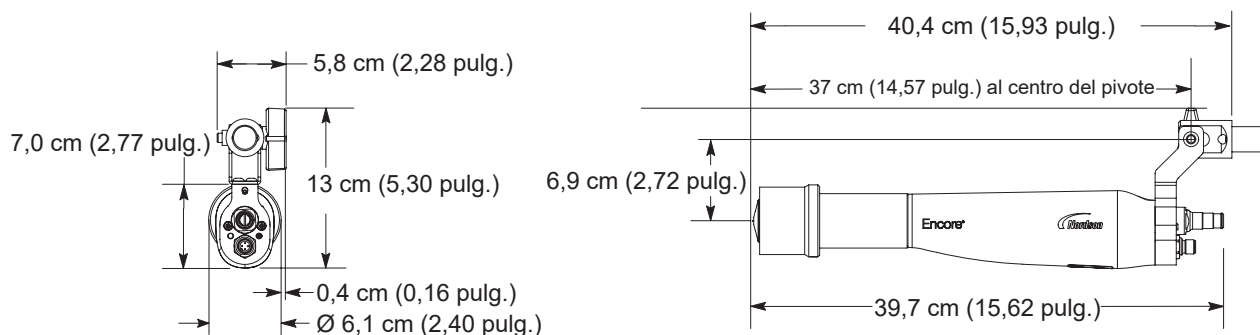 5,8 cm (2,28 pulg.)
7,0 cm (2,77 pulg.)
13 cm (5,30 pulg.)
0,4 cm (0,16 pulg.)
Ø 6,1 cm (2,40 pulg.)
40,4 cm (15,93 pulg.)
37 cm (14,57 pulg.) al centro del pivote
6,9 cm (2,72 pulg.)
Encore
Nordson
39,7 cm (15,62 pulg.)